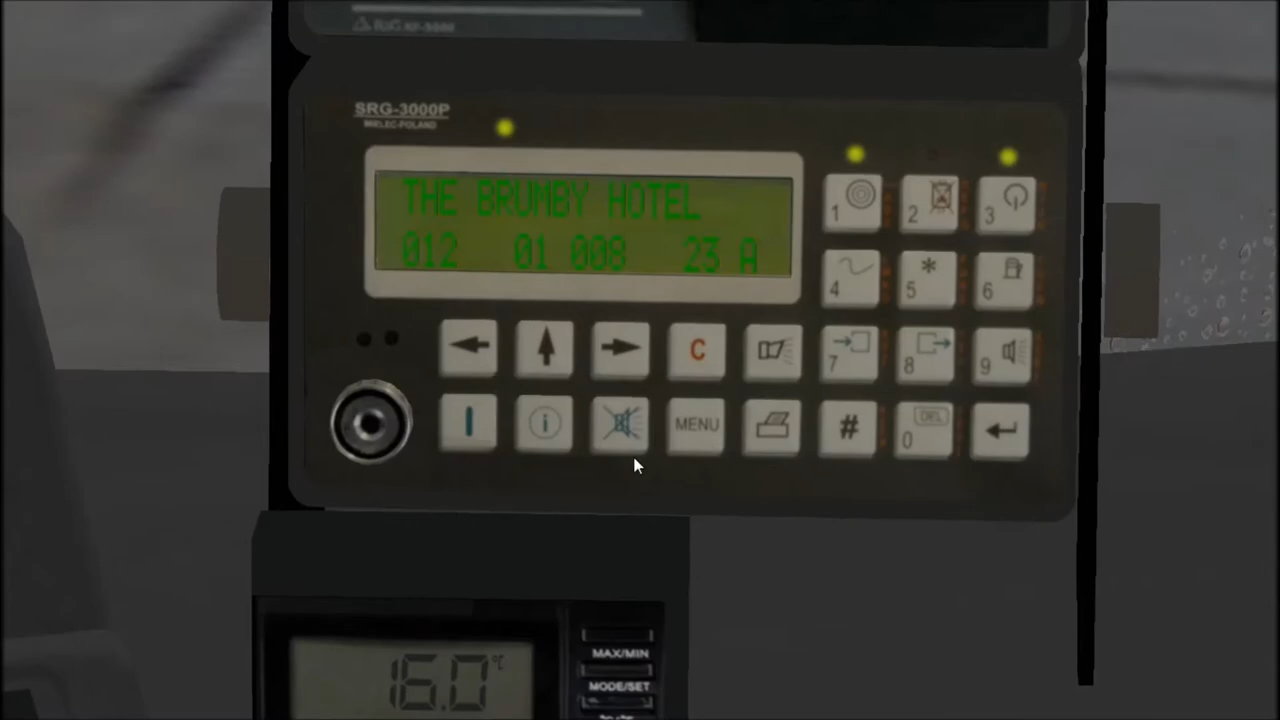 SRG-3000P
MIELEC-POLAND
THE BRUMBY HOTEL
012 01 008 23 A
1 2 3
4 * 5 6
C 7 8 9
i MENU # DEL 0
16.0 °C
MAX/MIN
MODE/SET